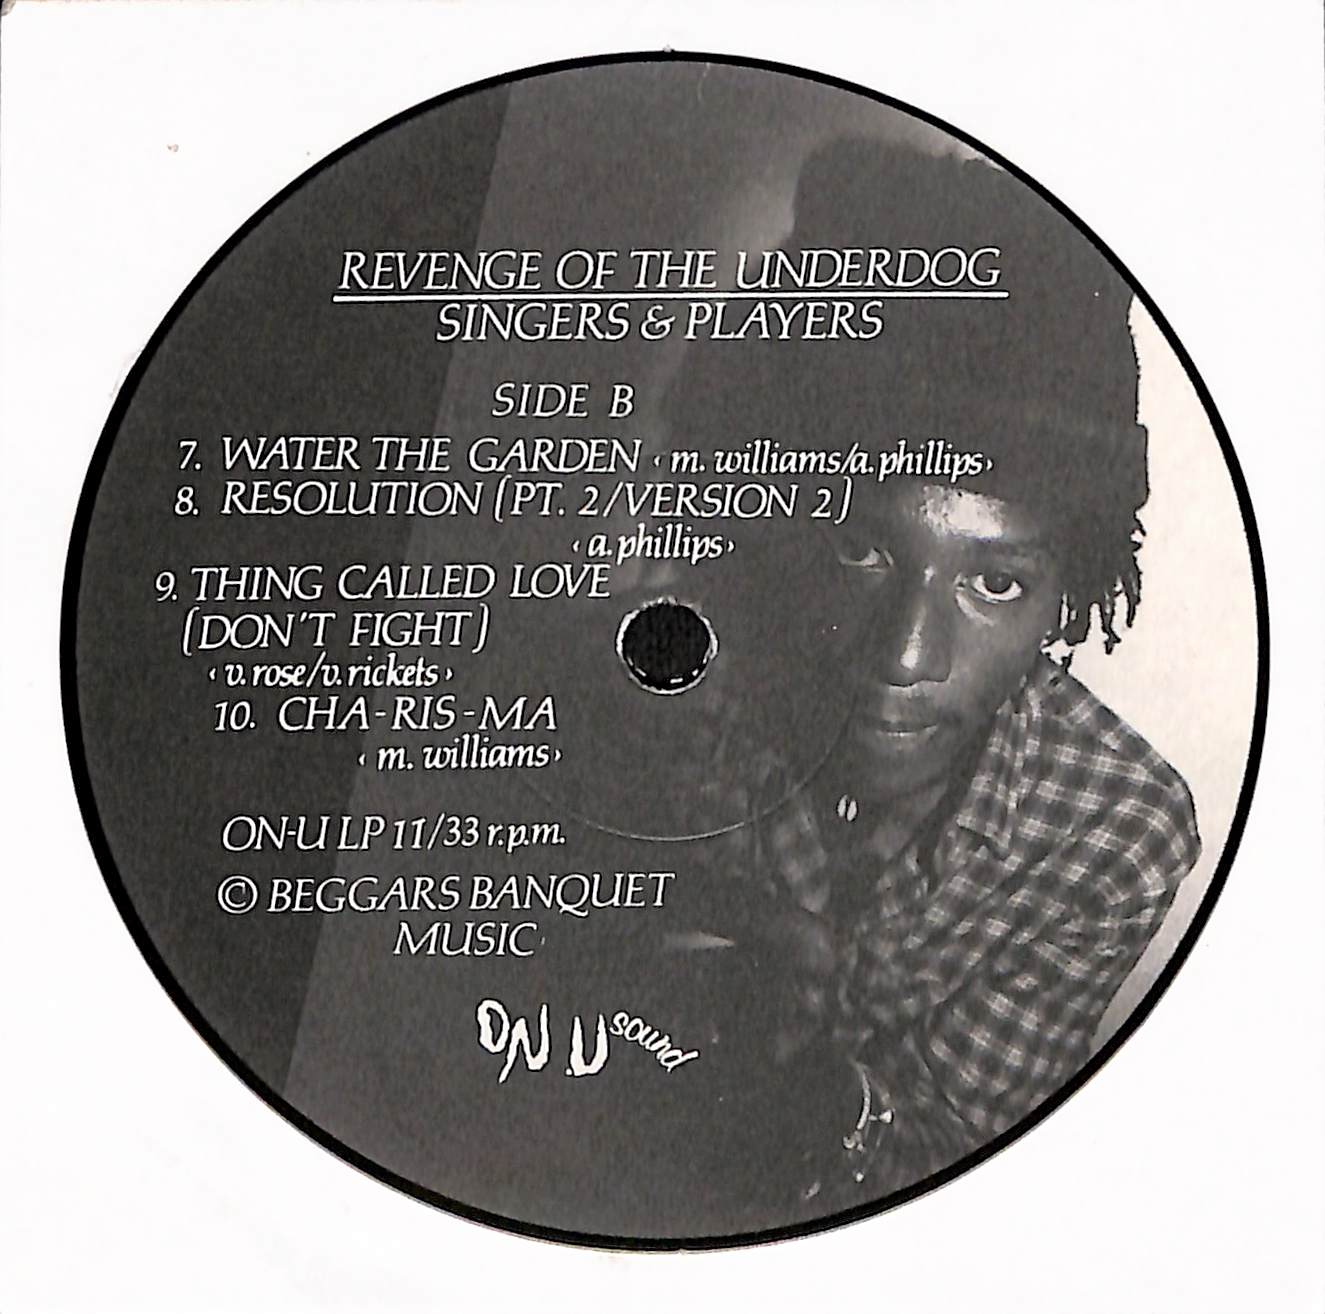 REVENGE OF THE UNDERDOG
SINGERS & PLAYERS
SIDE B
7. WATER THE GARDEN ‹ m. williams/a. phillips ›
8. RESOLUTION (PT. 2/VERSION 2)
‹ a. phillips ›
9. THING CALLED LOVE
(DON'T FIGHT)
‹ v. rose/v. rickets ›
10. CHA-RIS-MA
‹ m. williams ›
ON-U LP 11/33 r.p.m.
© BEGGARS BANQUET
MUSIC
ON.U sound